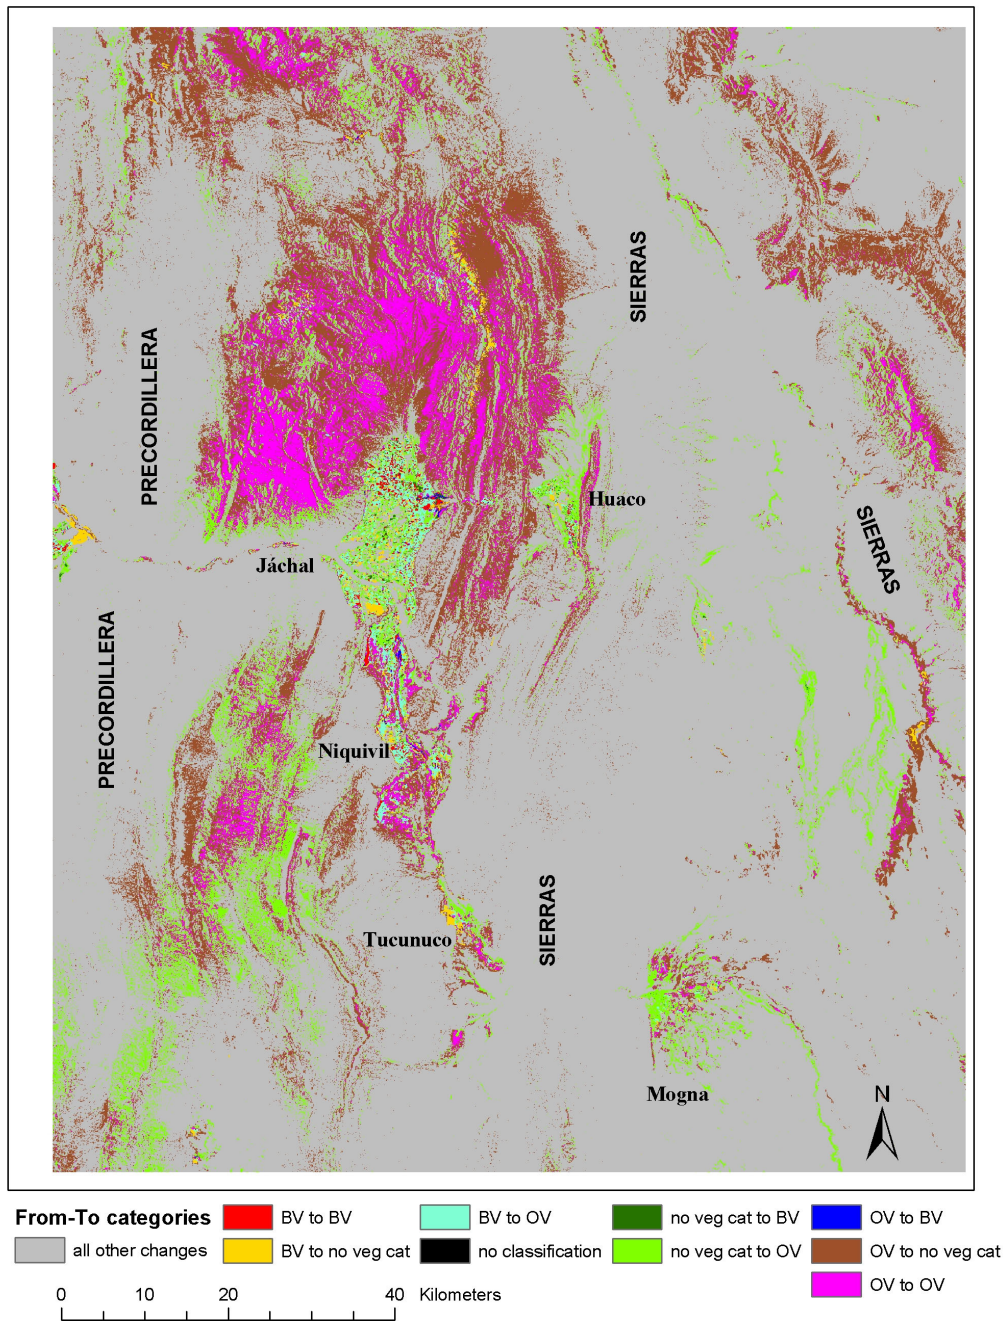 SIERRAS
PRECORDILLERA
Huaco
SIERRAS
Jáchal
PRECORDILLERA
Niquivil
SIERRAS
Tucunuco
Mogna
N
From-To categories
BV to BV
BV to OV
no veg cat to BV
OV to BV
all other changes
BV to no veg cat
no classification
no veg cat to OV
OV to no veg cat
OV to OV
0 10 20 40 Kilometers